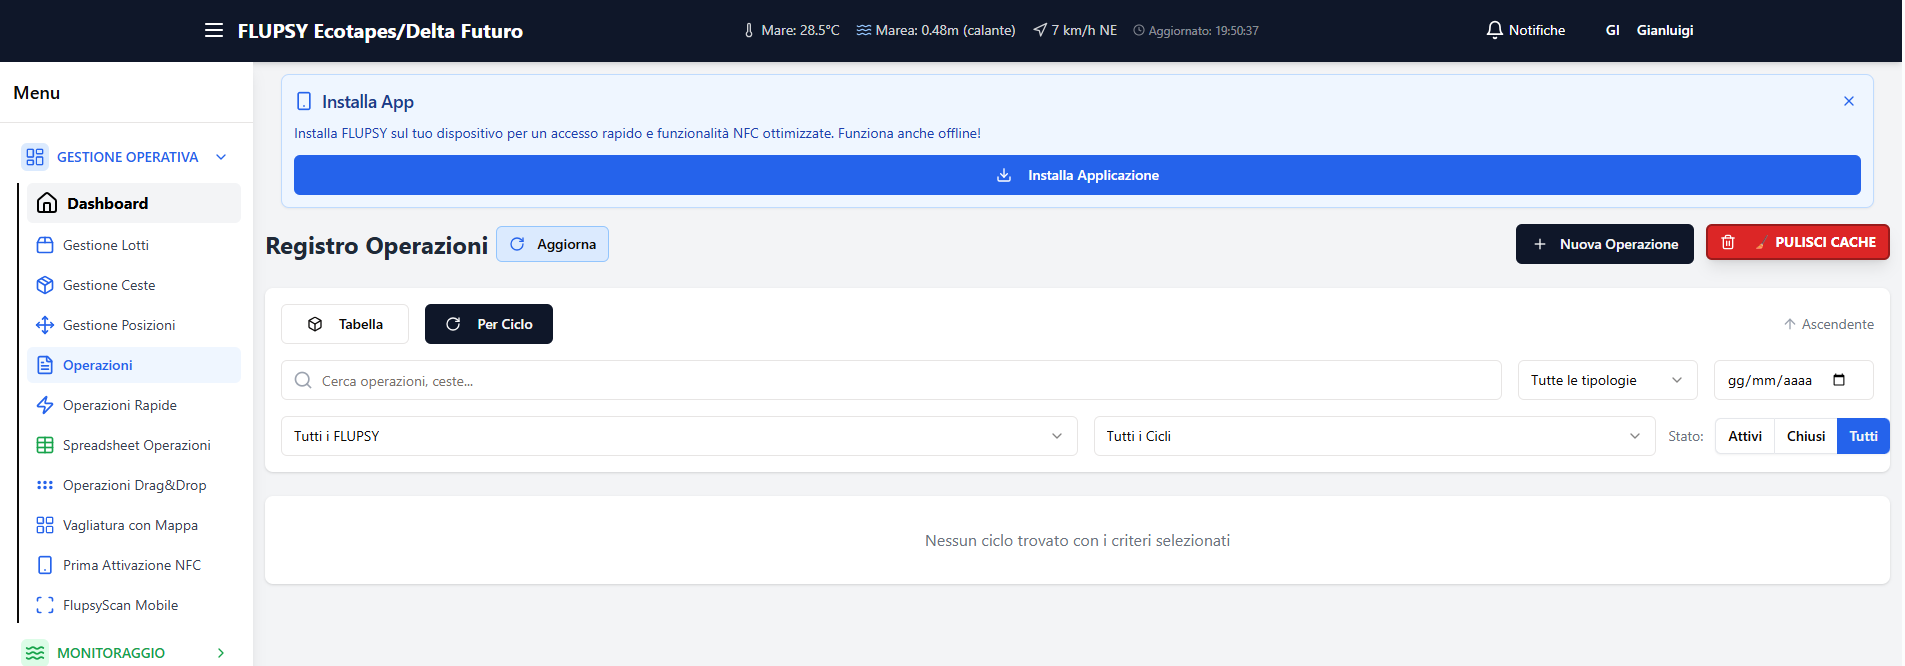 FLUPSY Ecotapes/Delta Futuro
Mare: 28.5°C Marea: 0.48m (calante) 7 km/h NE Aggiornato: 19:50:37
Notifiche GI Gianluigi
Menu
GESTIONE OPERATIVA
Dashboard
Gestione Lotti
Gestione Ceste
Gestione Posizioni
Operazioni
Operazioni Rapide
Spreadsheet Operazioni
Operazioni Drag&Drop
Vagliatura con Mappa
Prima Attivazione NFC
FlupsyScan Mobile
MONITORAGGIO
Installa App
Installa FLUPSY sul tuo dispositivo per un accesso rapido e funzionalità NFC ottimizzate. Funziona anche offline!
Installa Applicazione
Registro Operazioni Aggiorna
Nuova Operazione PULISCI CACHE
Tabella Per Ciclo Ascendente
Cerca operazioni, ceste... Tutte le tipologie gg/mm/aaaa
Tutti i FLUPSY Tutti i Cicli Stato: Attivi Chiusi Tutti
Nessun ciclo trovato con i criteri selezionati